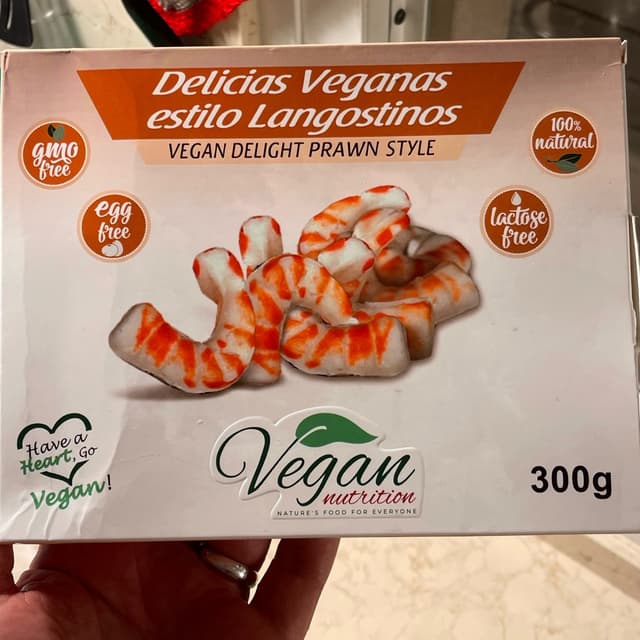 Delicias Veganas
estilo Langostinos
VEGAN DELIGHT PRAWN STYLE
gmo
free
100%
natural
egg
free
lactose
free
Have a
Heart, Go
Vegan!
Vegan
nutrition
NATURE'S FOOD FOR EVERYONE
300g